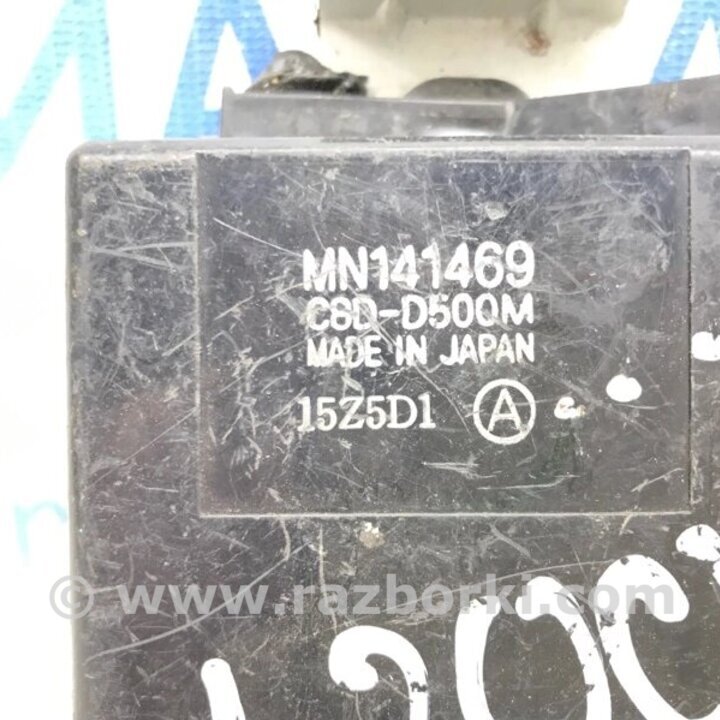 MN141469
C8D-D500M
MADE IN JAPAN
15Z5D1 A
© www.razborki.com